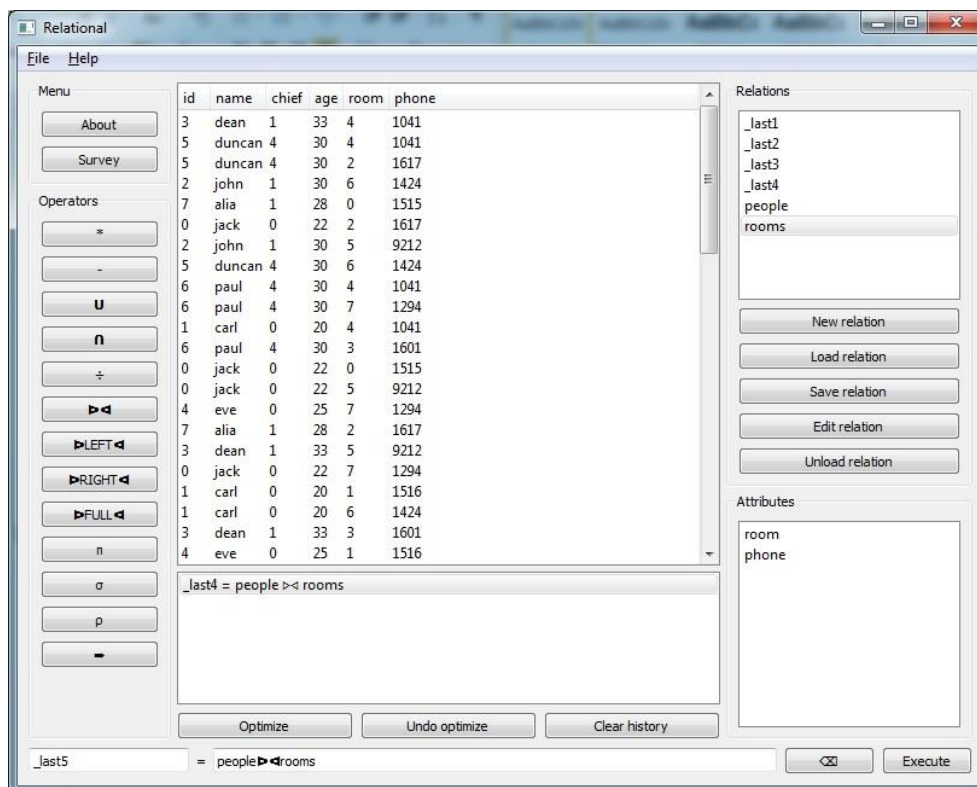 Relational
File Help
Menu
About
Survey
Operators
*
-
∪
∩
÷
⊳⊲
⊳LEFT⊲
⊳RIGHT⊲
⊳FULL⊲
π
σ
ρ
➡
id name chief age room phone
3 dean 1 33 4 1041
5 duncan 4 30 4 1041
5 duncan 4 30 2 1617
2 john 1 30 6 1424
7 alia 1 28 0 1515
0 jack 0 22 2 1617
2 john 1 30 5 9212
5 duncan 4 30 6 1424
6 paul 4 30 4 1041
6 paul 4 30 7 1294
1 carl 0 20 4 1041
6 paul 4 30 3 1601
0 jack 0 22 0 1515
0 jack 0 22 5 9212
4 eve 0 25 7 1294
7 alia 1 28 2 1617
3 dean 1 33 5 9212
0 jack 0 22 7 1294
1 carl 0 20 1 1516
1 carl 0 20 6 1424
3 dean 1 33 3 1601
4 eve 0 25 1 1516
_last4 = people ⋈ rooms
Optimize Undo optimize Clear history
Relations
_last1
_last2
_last3
_last4
people
rooms
New relation
Load relation
Save relation
Edit relation
Unload relation
Attributes
room
phone
_last5 = people⊳⊲rooms ⌫ Execute